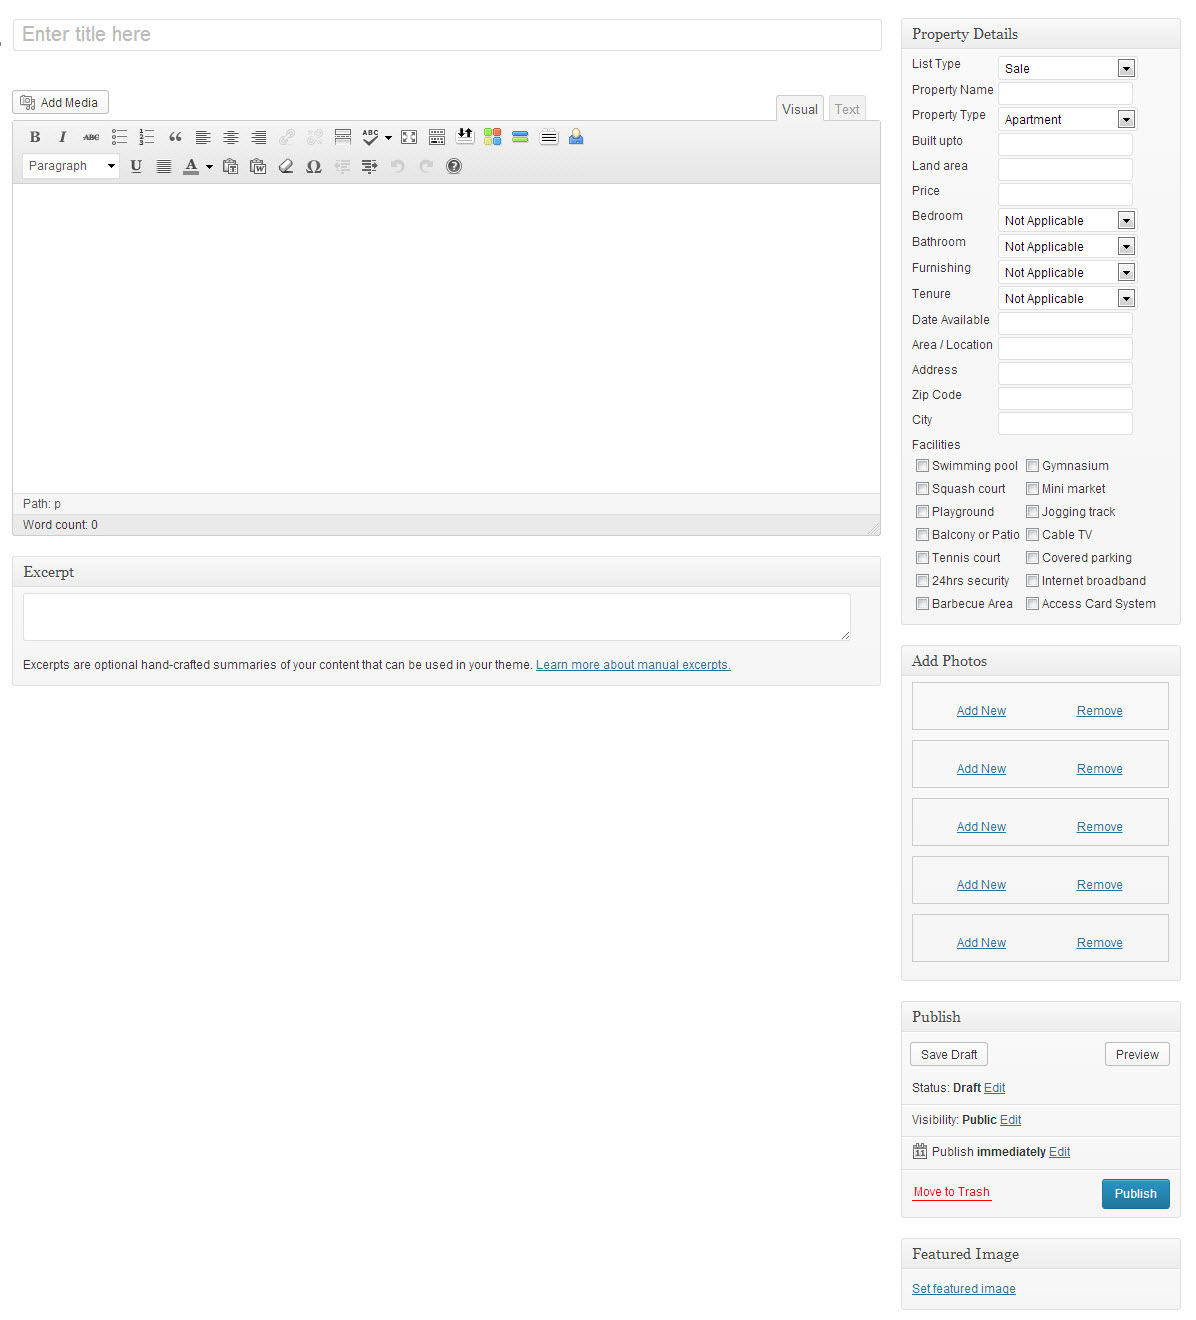 Enter title here
Add Media
Visual Text
B I ABC ABC
Paragraph U A T W Ω ?
Path: p
Word count: 0
Excerpt
Excerpts are optional hand-crafted summaries of your content that can be used in your theme. Learn more about manual excerpts.
Property Details
List Type Sale
Property Name
Property Type Apartment
Built upto
Land area
Price
Bedroom Not Applicable
Bathroom Not Applicable
Furnishing Not Applicable
Tenure Not Applicable
Date Available
Area / Location
Address
Zip Code
City
Facilities
Swimming pool Gymnasium
Squash court Mini market
Playground Jogging track
Balcony or Patio Cable TV
Tennis court Covered parking
24hrs security Internet broadband
Barbecue Area Access Card System
Add Photos
Add New Remove
Add New Remove
Add New Remove
Add New Remove
Add New Remove
Publish
Save Draft Preview
Status: Draft Edit
Visibility: Public Edit
11 Publish immediately Edit
Move to Trash Publish
Featured Image
Set featured image